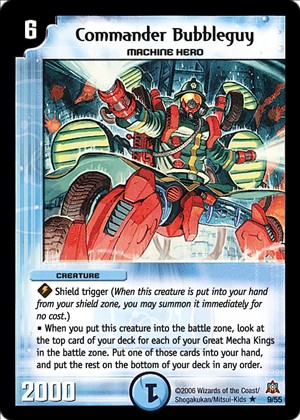 6
Commander Bubbleguy
MACHINE HERO
CREATURE
Shield trigger (When this creature is put into your hand
from your shield zone, you may summon it immediately for
no cost.)
▪ When you put this creature into the battle zone, look at
the top card of your deck for each of your Great Mecha Kings
in the battle zone. Put one of those cards into your hand,
and put the rest on the bottom of your deck in any order.
2000
1
©2006 Wizards of the Coast/
Shogakukan/Mitsui-Kids ★ 9/55